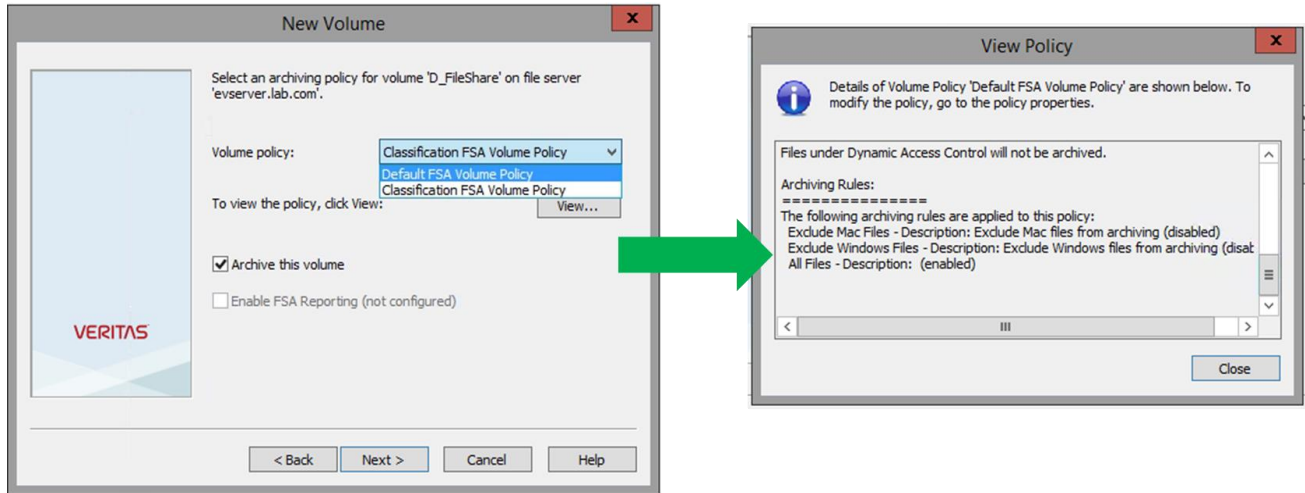 New Volume
x
Select an archiving policy for volume 'D_FileShare' on file server
'evserver.lab.com'.
Volume policy:
Classification FSA Volume Policy
Default FSA Volume Policy
Classification FSA Volume Policy
To view the policy, click View:
View...
Archive this volume
Enable FSA Reporting (not configured)
VERITAS
< Back
Next >
Cancel
Help
View Policy
x
Details of Volume Policy 'Default FSA Volume Policy' are shown below. To
modify the policy, go to the policy properties.
Files under Dynamic Access Control will not be archived.
Archiving Rules:
===============
The following archiving rules are applied to this policy:
Exclude Mac Files - Description: Exclude Mac files from archiving (disabled)
Exclude Windows Files - Description: Exclude Windows files from archiving (disat
All Files - Description: (enabled)
Close